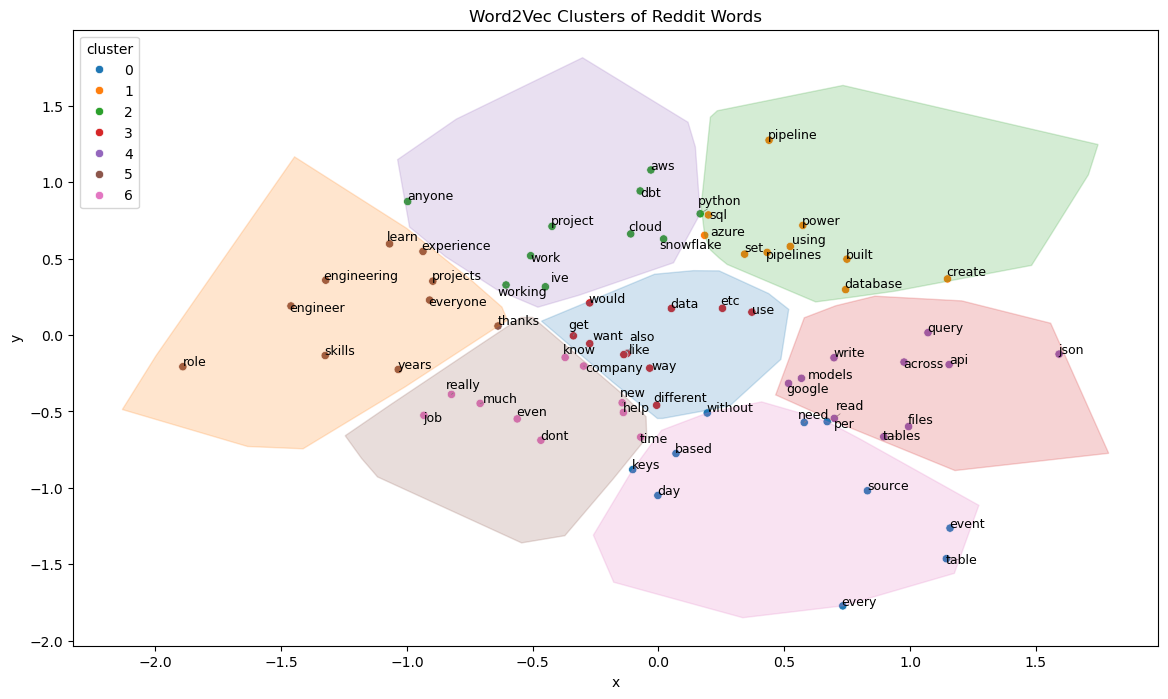 Word2Vec Clusters of Reddit Words
cluster
0
1
2
3
4
5
6
y
1.5
1.0
0.5
0.0
−0.5
−1.0
−1.5
−2.0
pipeline
aws
dbt
anyone
python
sql
project
power
cloud
azure
learn
snowflake
using
experience
set
pipelines
work
built
engineering
projects
ive
create
working
database
everyone
would
engineer
data
etc
use
thanks
get
query
want
also
know
like
write
json
skills
company
across
api
years
way
role
models
google
really
new
different
much
help
without
read
job
even
need
per
files
dont
time
tables
based
keys
source
day
event
table
every
−2.0
−1.5
−1.0
−0.5
0.0
0.5
1.0
1.5
x